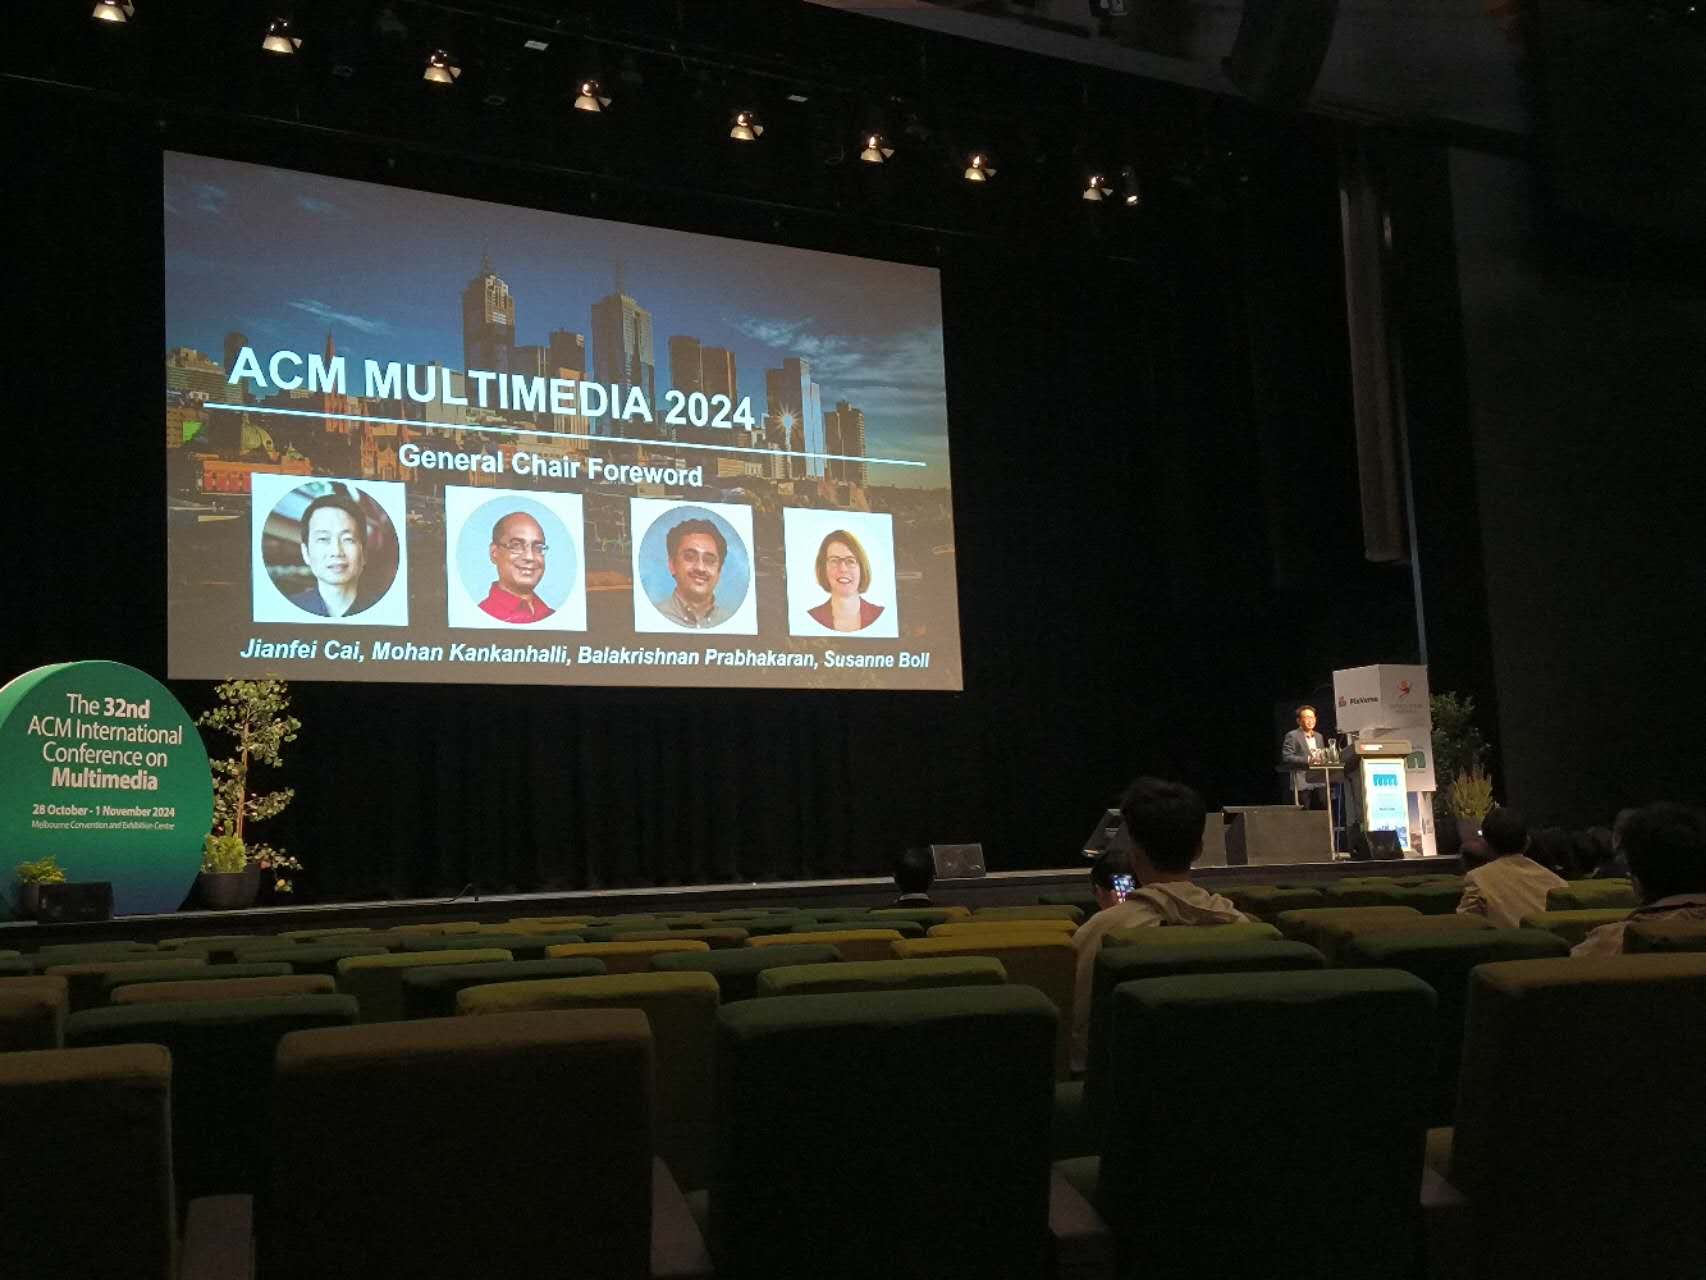 ACM MULTIMEDIA 2024
General Chair Foreword
Jianfei Cai, Mohan Kankanhalli, Balakrishnan Prabhakaran, Susanne Boll
The 32nd
ACM International
Conference on
Multimedia
28 October - 1 November 2024
Melbourne Convention and Exhibition Centre
PixVerse